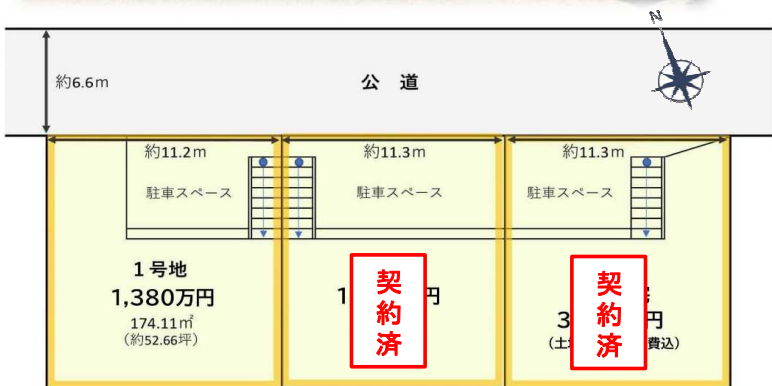 N
約6.6m
公道
約11.2m
約11.3m
約11.3m
駐車スペース
駐車スペース
駐車スペース
1号地
1,380万円
174.11㎡
(約52.66坪)
1
円
契約済
3
円
(土
費込)
契約済